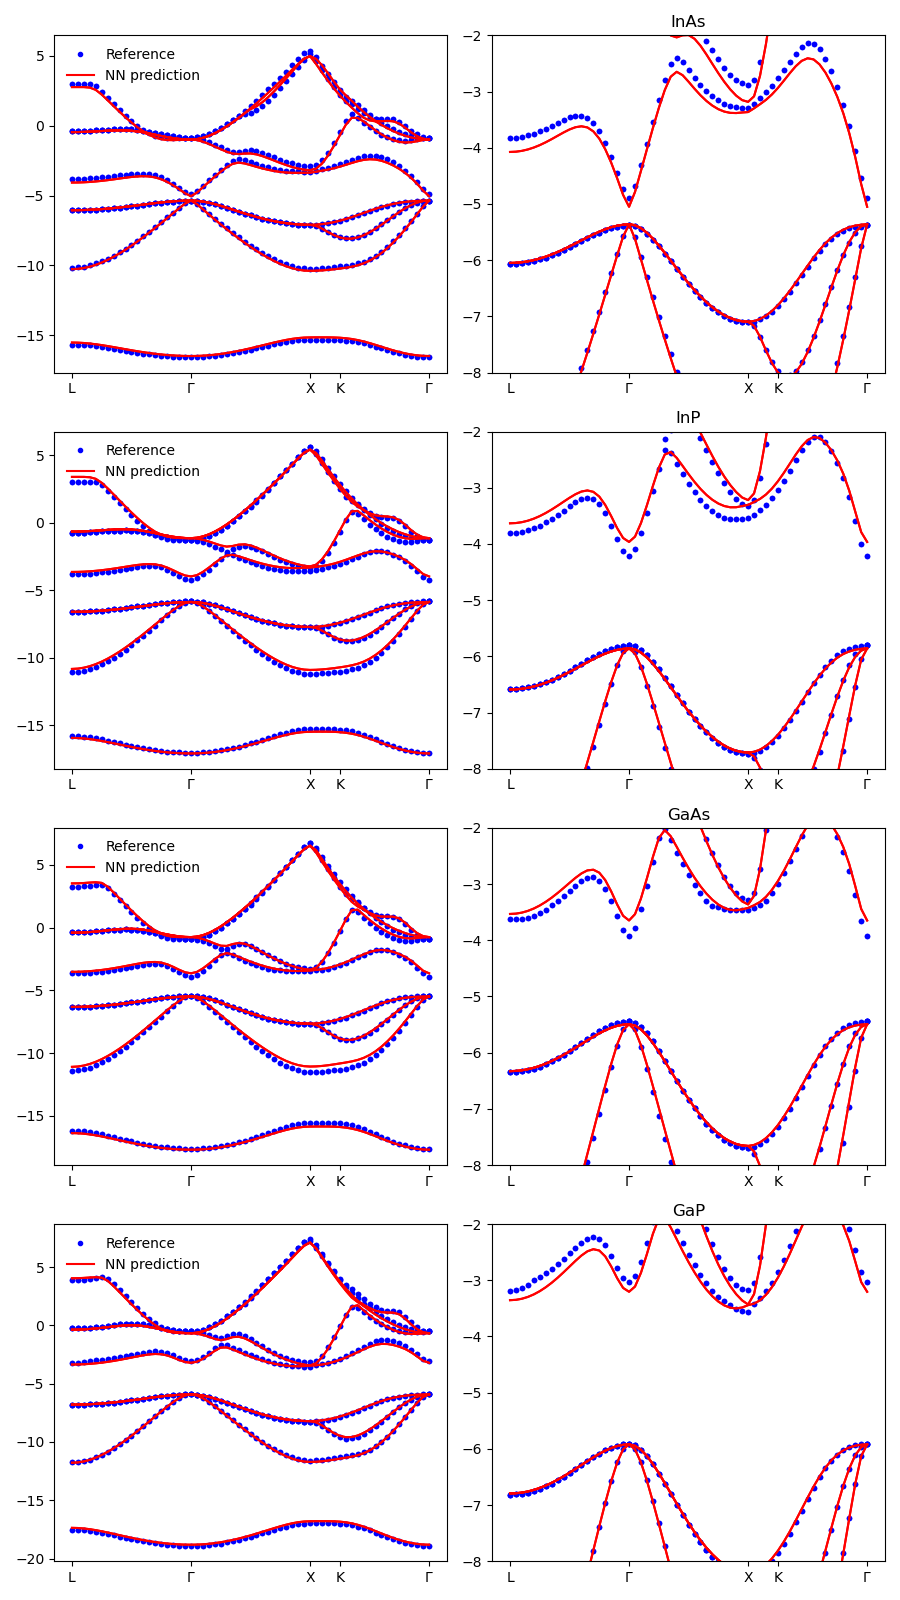 InAs
Reference
NN prediction
5
0
−5
−10
−15
L Γ X K Γ
−2
−3
−4
−5
−6
−7
−8
L Γ X K Γ
InP
Reference
NN prediction
5
0
−5
−10
−15
L Γ X K Γ
−2
−3
−4
−5
−6
−7
−8
L Γ X K Γ
GaAs
Reference
NN prediction
5
0
−5
−10
−15
L Γ X K Γ
−2
−3
−4
−5
−6
−7
−8
L Γ X K Γ
GaP
Reference
NN prediction
5
0
−5
−10
−15
−20
L Γ X K Γ
−2
−3
−4
−5
−6
−7
−8
L Γ X K Γ